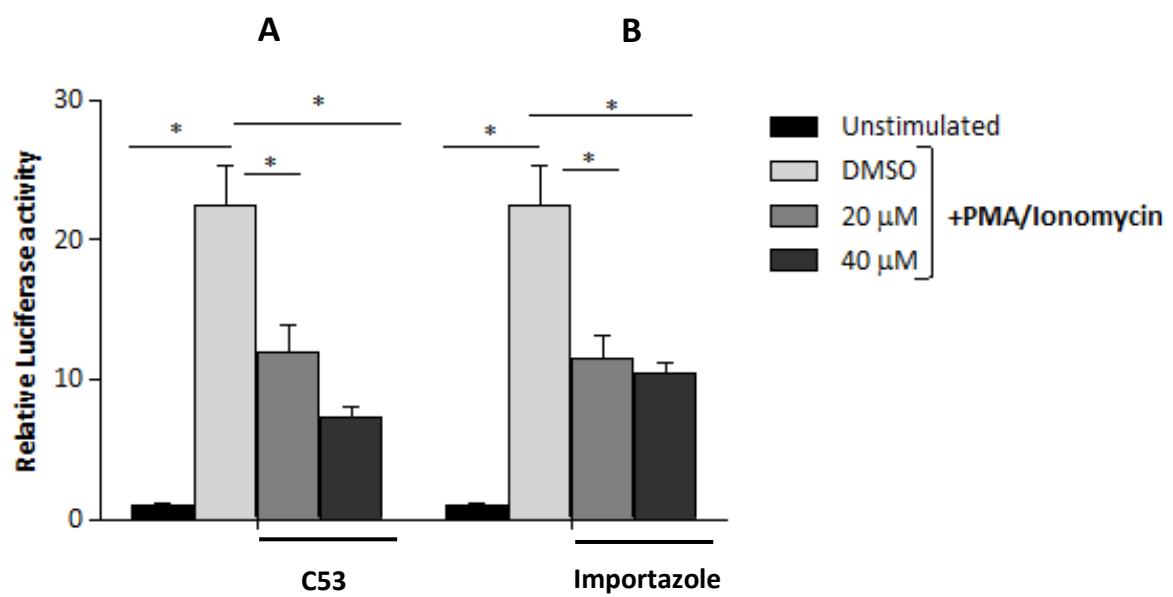 A
B
Relative Luciferase activity
30
20
10
0
*
*
*
*
*
*
C53
Importazole
Unstimulated
DMSO
20 μM
40 μM
+PMA/Ionomycin